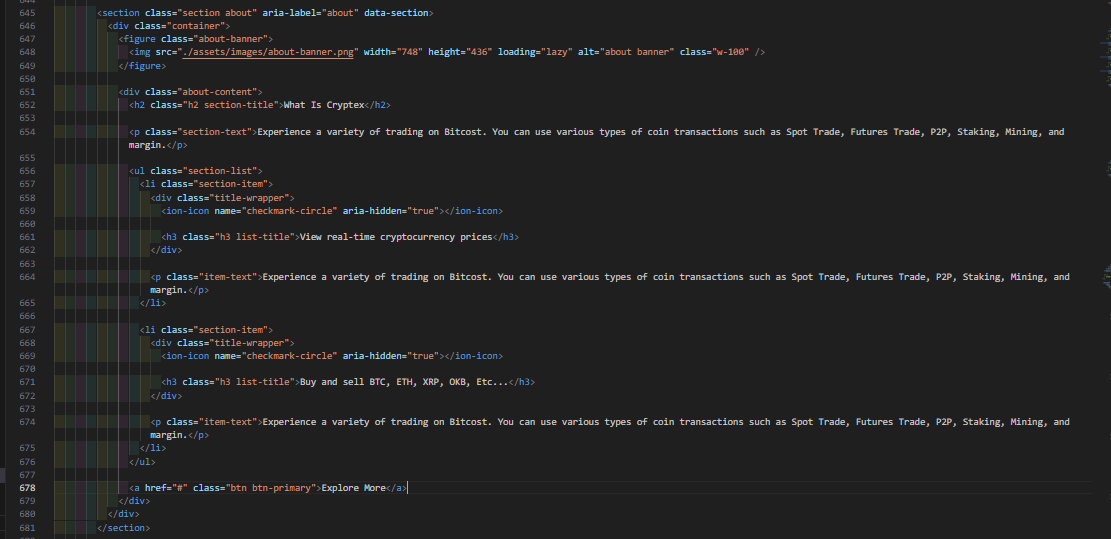 645 <section class="section about" aria-label="about" data-section>
646 <div class="container">
647 <figure class="about-banner">
648 <img src="./assets/images/about-banner.png" width="748" height="436" loading="lazy" alt="about banner" class="w-100" />
649 </figure>
650
651 <div class="about-content">
652 <h2 class="h2 section-title">What Is Cryptex</h2>
653
654 <p class="section-text">Experience a variety of trading on Bitcost. You can use various types of coin transactions such as Spot Trade, Futures Trade, P2P, Staking, Mining, and
margin.</p>
655
656 <ul class="section-list">
657 <li class="section-item">
658 <div class="title-wrapper">
659 <ion-icon name="checkmark-circle" aria-hidden="true"></ion-icon>
660
661 <h3 class="h3 list-title">View real-time cryptocurrency prices</h3>
662 </div>
663
664 <p class="item-text">Experience a variety of trading on Bitcost. You can use various types of coin transactions such as Spot Trade, Futures Trade, P2P, Staking, Mining, and
margin.</p>
665 </li>
666
667 <li class="section-item">
668 <div class="title-wrapper">
669 <ion-icon name="checkmark-circle" aria-hidden="true"></ion-icon>
670
671 <h3 class="h3 list-title">Buy and sell BTC, ETH, XRP, OKB, Etc...</h3>
672 </div>
673
674 <p class="item-text">Experience a variety of trading on Bitcost. You can use various types of coin transactions such as Spot Trade, Futures Trade, P2P, Staking, Mining, and
margin.</p>
675 </li>
676 </ul>
677
678 <a href="#" class="btn btn-primary">Explore More</a>
679 </div>
680 </div>
681 </section>